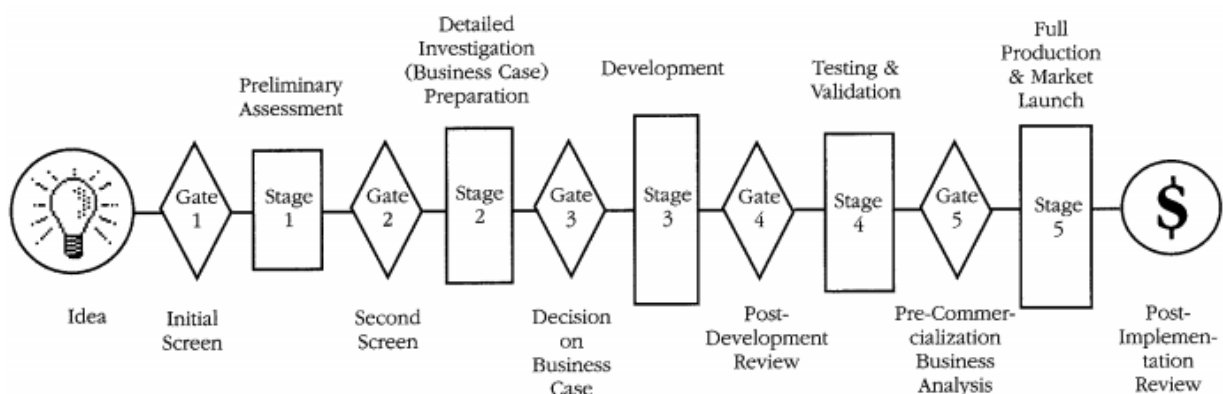 Preliminary
Assessment
Detailed
Investigation
(Business Case)
Preparation
Development
Testing &
Validation
Full
Production
& Market
Launch
Gate
1
Stage
1
Gate
2
Stage
2
Gate
3
Stage
3
Gate
4
Stage
4
Gate
5
Stage
5
$
Idea
Initial
Screen
Second
Screen
Decision
on
Business
Case
Post-
Development
Review
Pre-Commer-
cialization
Business
Analysis
Post-
Implemen-
tation
Review